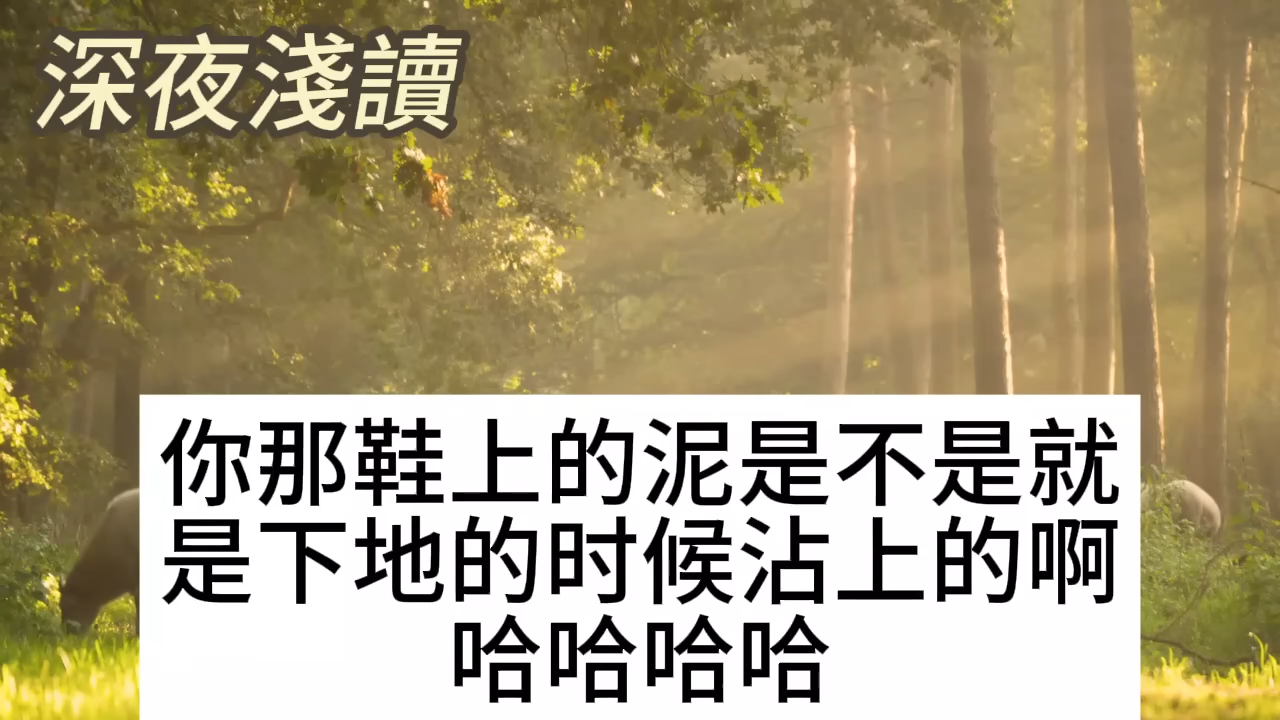 深夜淺讀
你那鞋上的泥是不是就
是下地的时候沾上的啊
哈哈哈哈